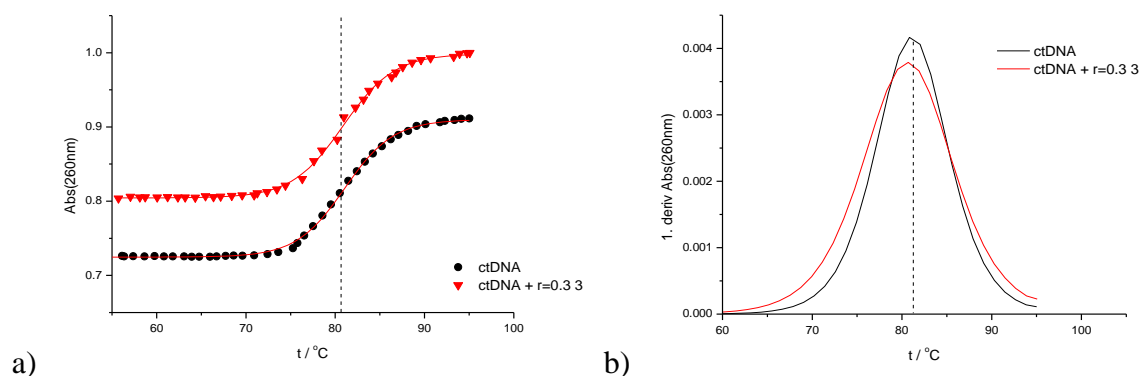 1.0
0.9
0.8
0.7
Abs(260nm)
ctDNA
ctDNA + r=0.3 3
60 70 80 90 100
t / °C
a)
0.004
0.003
0.002
0.001
0.000
1. deriv Abs(260nm)
ctDNA
ctDNA + r=0.3 3
60 70 80 90 100
t / °C
b)